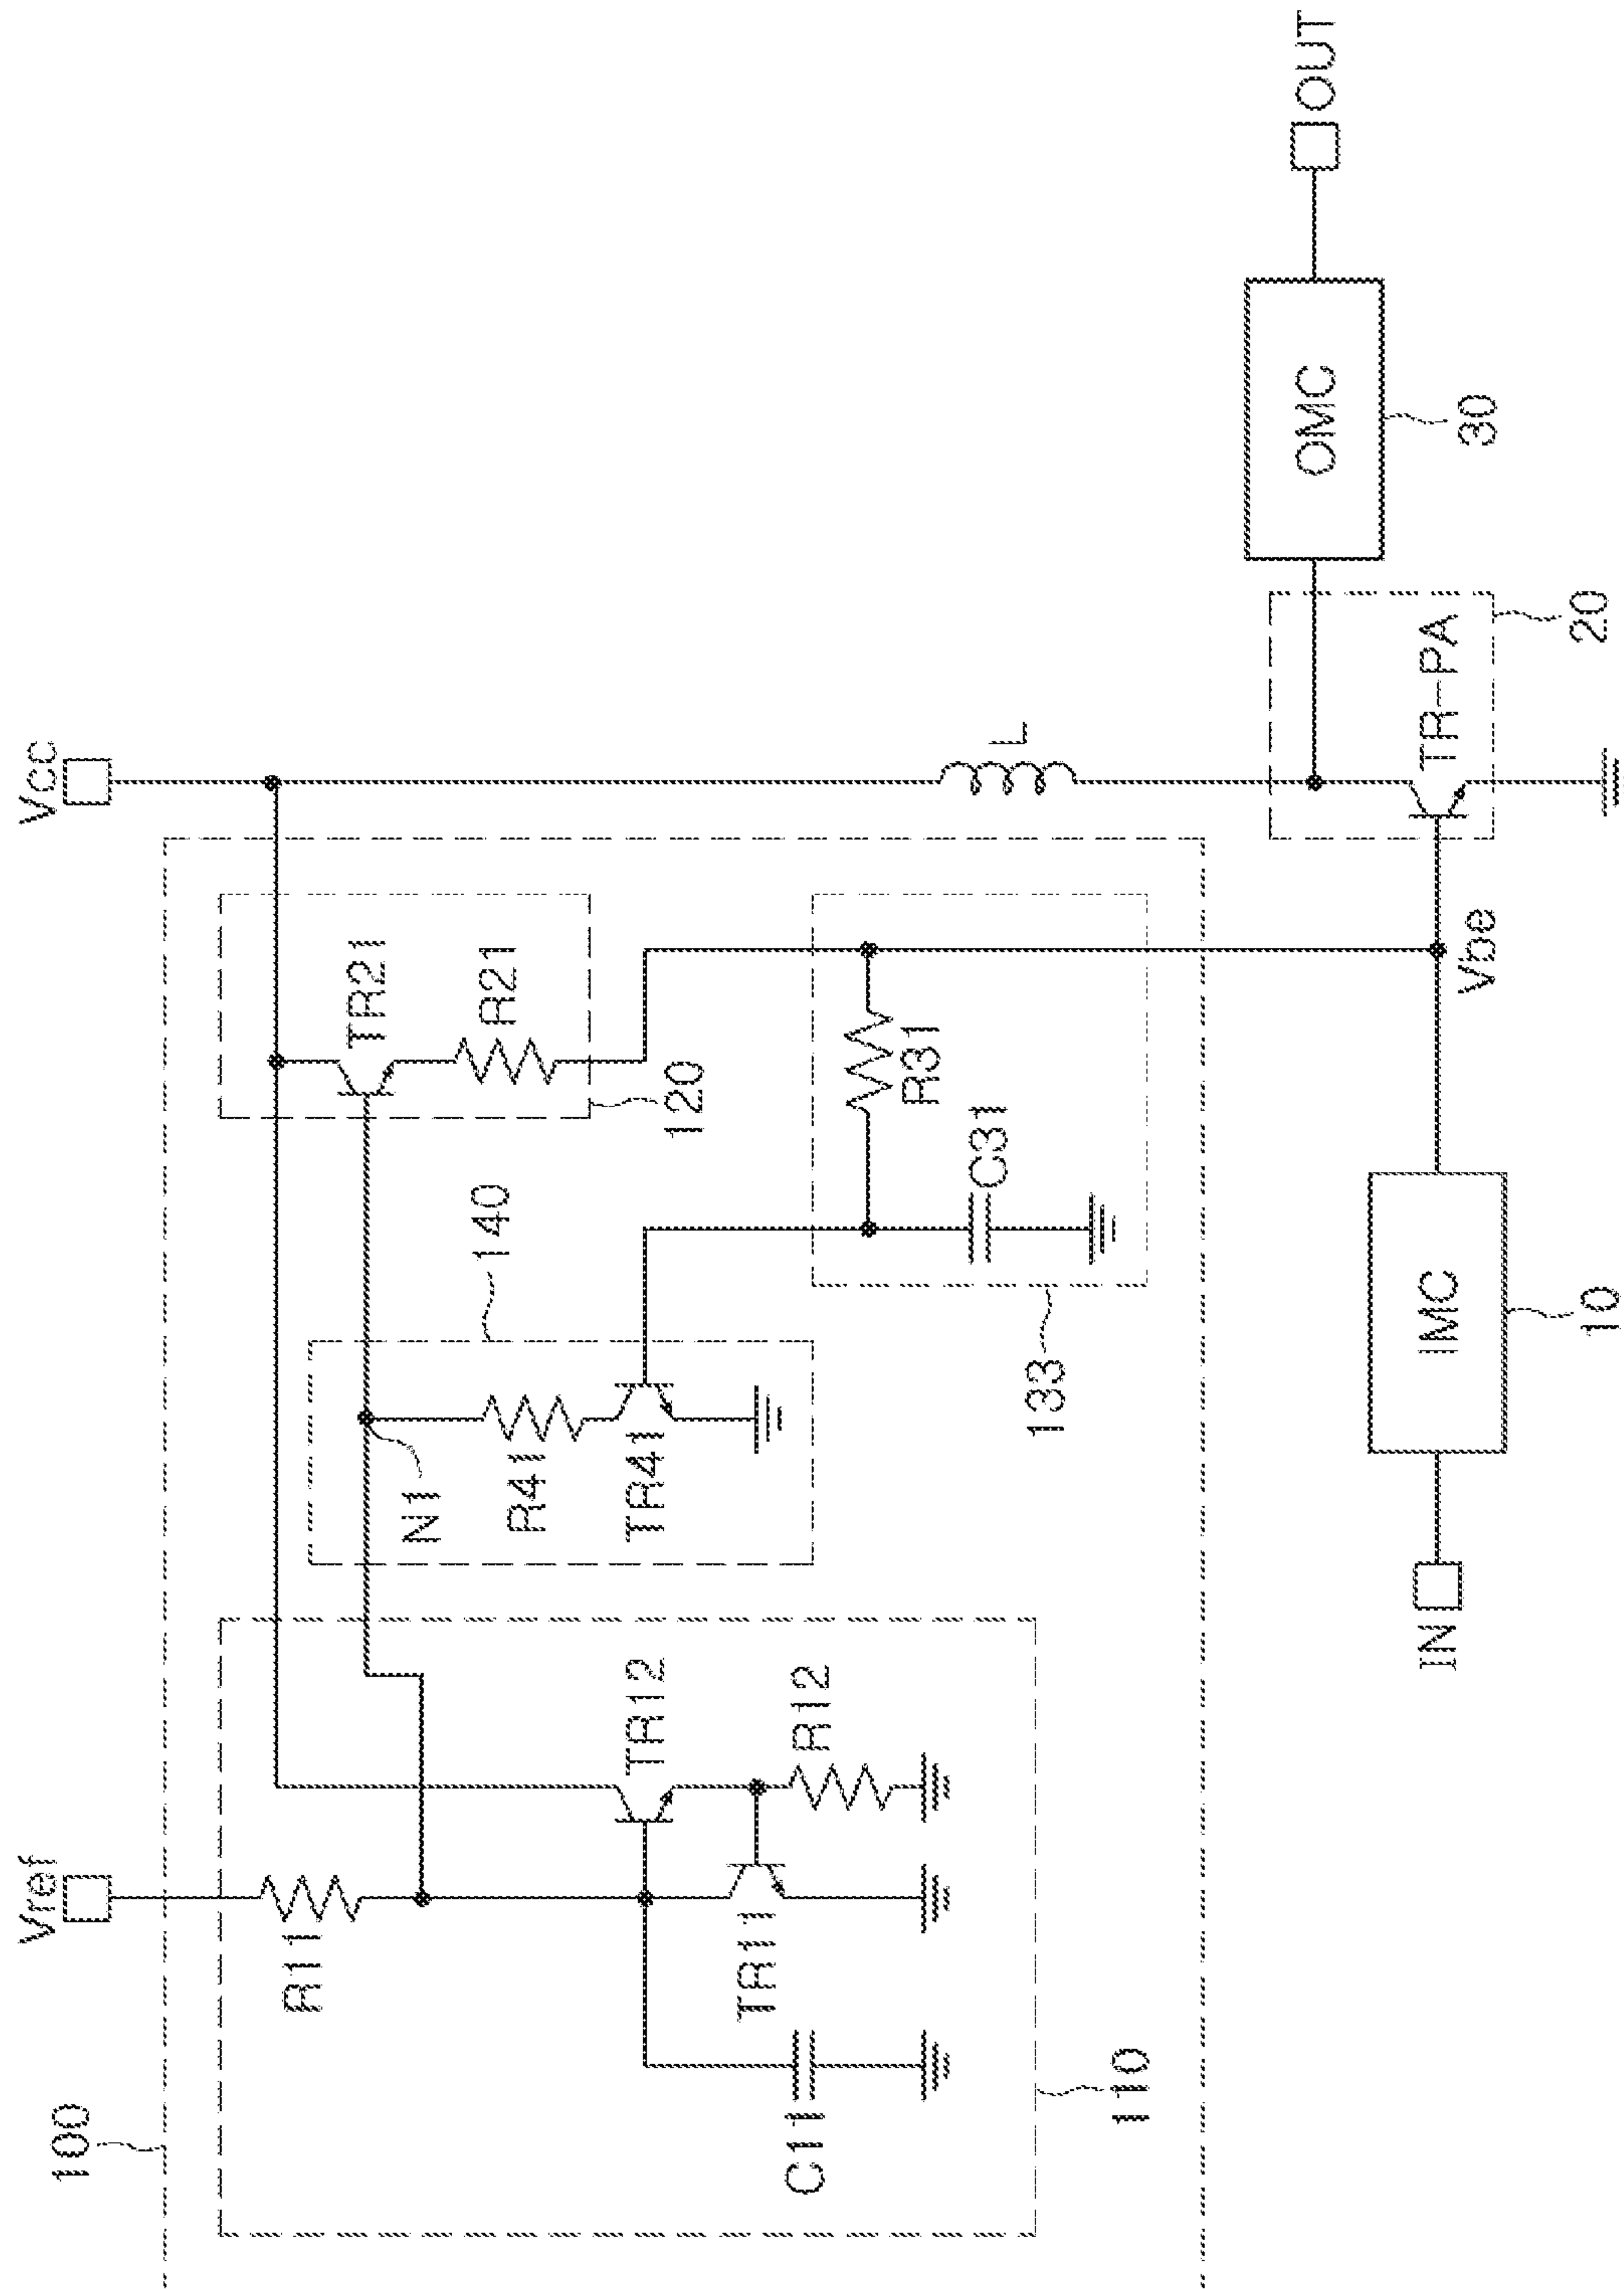 100
Vref
Vcc
R11
TR12
TR11
R12
C11
110
N1
R41
TR41
140
TR21
R21
120
R31
C31
133
L
IN
IMC
10
Vbe
TR-PA
20
OMC
30
OUT